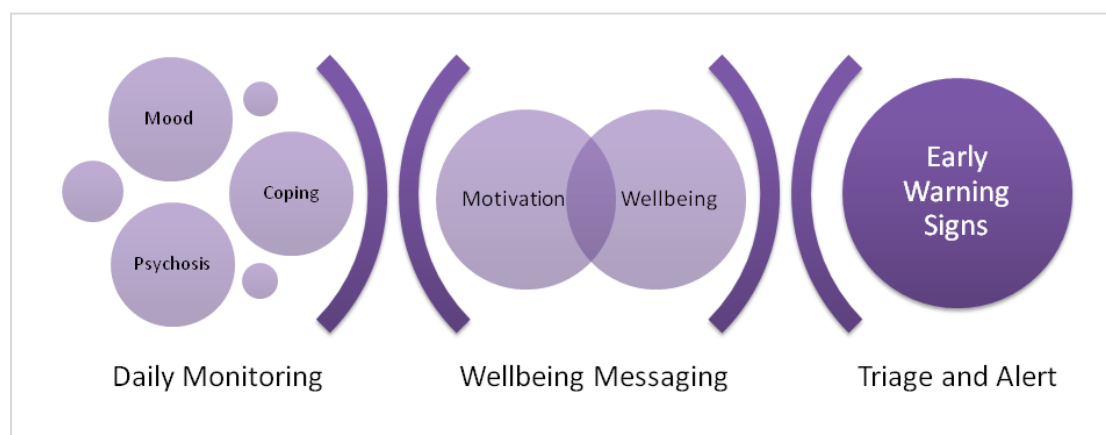 Mood
Coping
Psychosis
Daily Monitoring
Motivation
Wellbeing
Wellbeing Messaging
Early
Warning
Signs
Triage and Alert